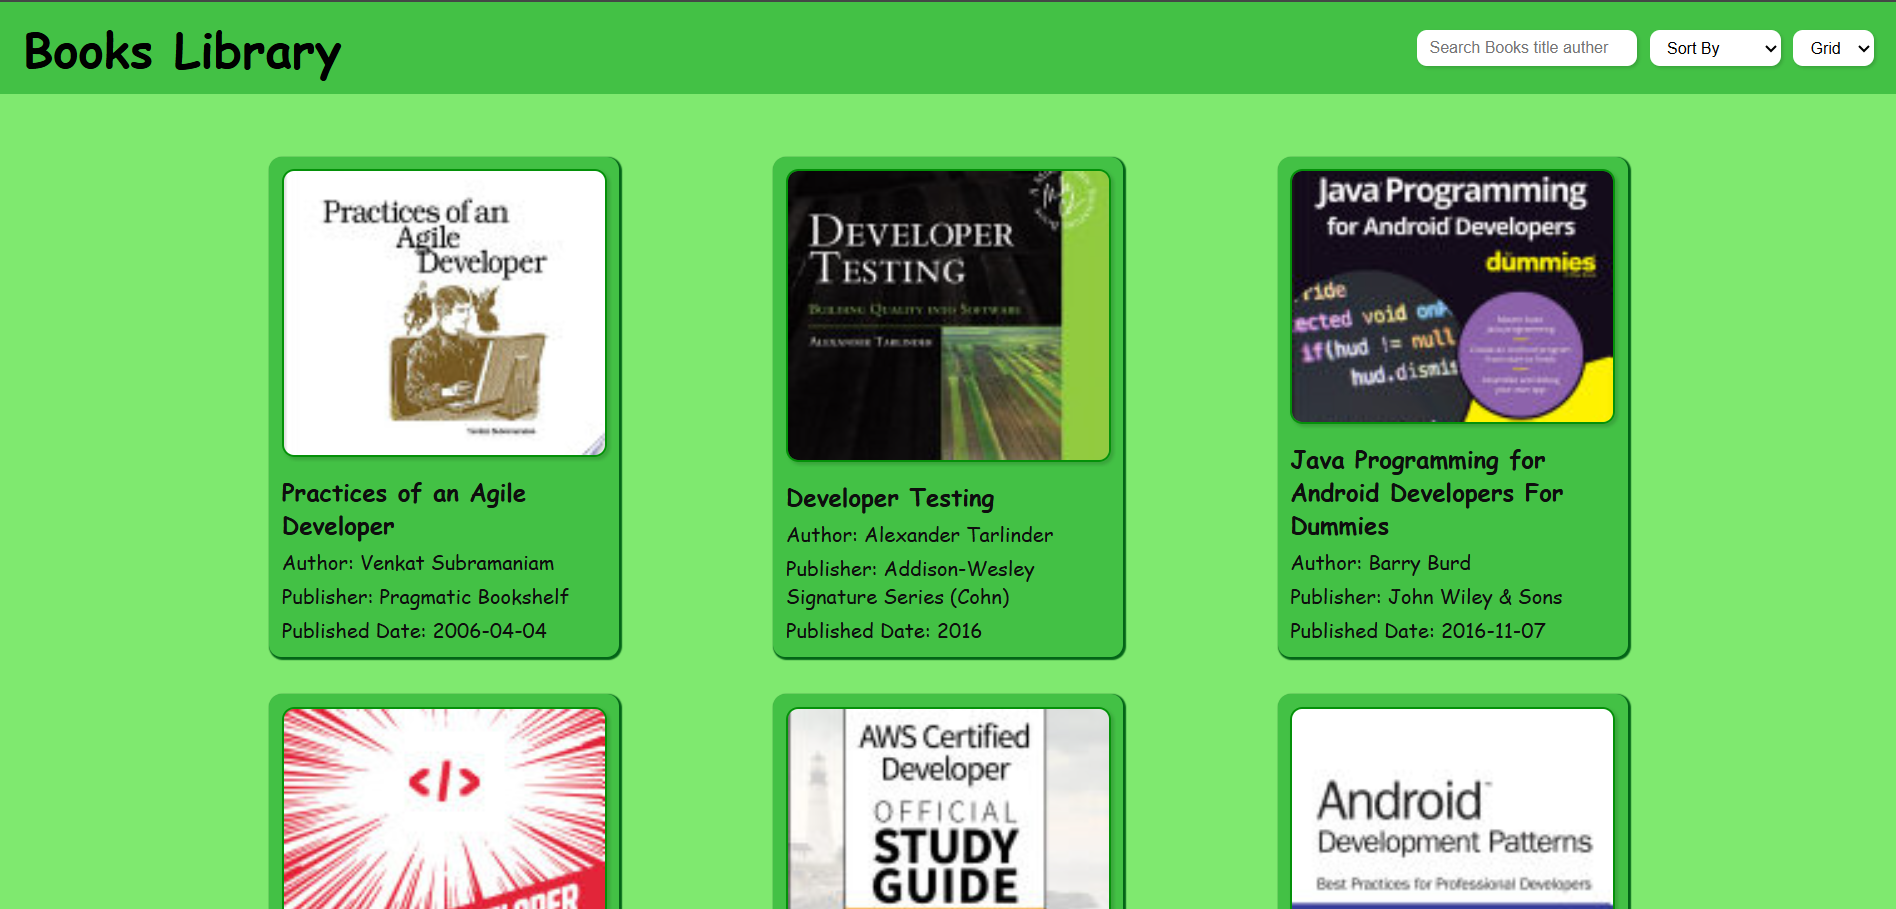 Books Library
Search Books title auther
Sort By
Grid
Practices of an
Agile
Developer
Venkat Subramaniam
Practices of an Agile
Developer
Author: Venkat Subramaniam
Publisher: Pragmatic Bookshelf
Published Date: 2006-04-04
DEVELOPER
TESTING
BUILDING QUALITY INTO SOFTWARE
ALEXANDER TARLINDER
Developer Testing
Author: Alexander Tarlinder
Publisher: Addison-Wesley
Signature Series (Cohn)
Published Date: 2016
Java Programming
for Android Developers
dummies
ride
ected void onP
if(hud != null
hud.dismis
Java Programming for
Android Developers For
Dummies
Author: Barry Burd
Publisher: John Wiley & Sons
Published Date: 2016-11-07
</>
LOPER
AWS Certified
Developer
OFFICIAL
STUDY
GUIDE
Android™
Development Patterns
Best Practices for Professional Developers